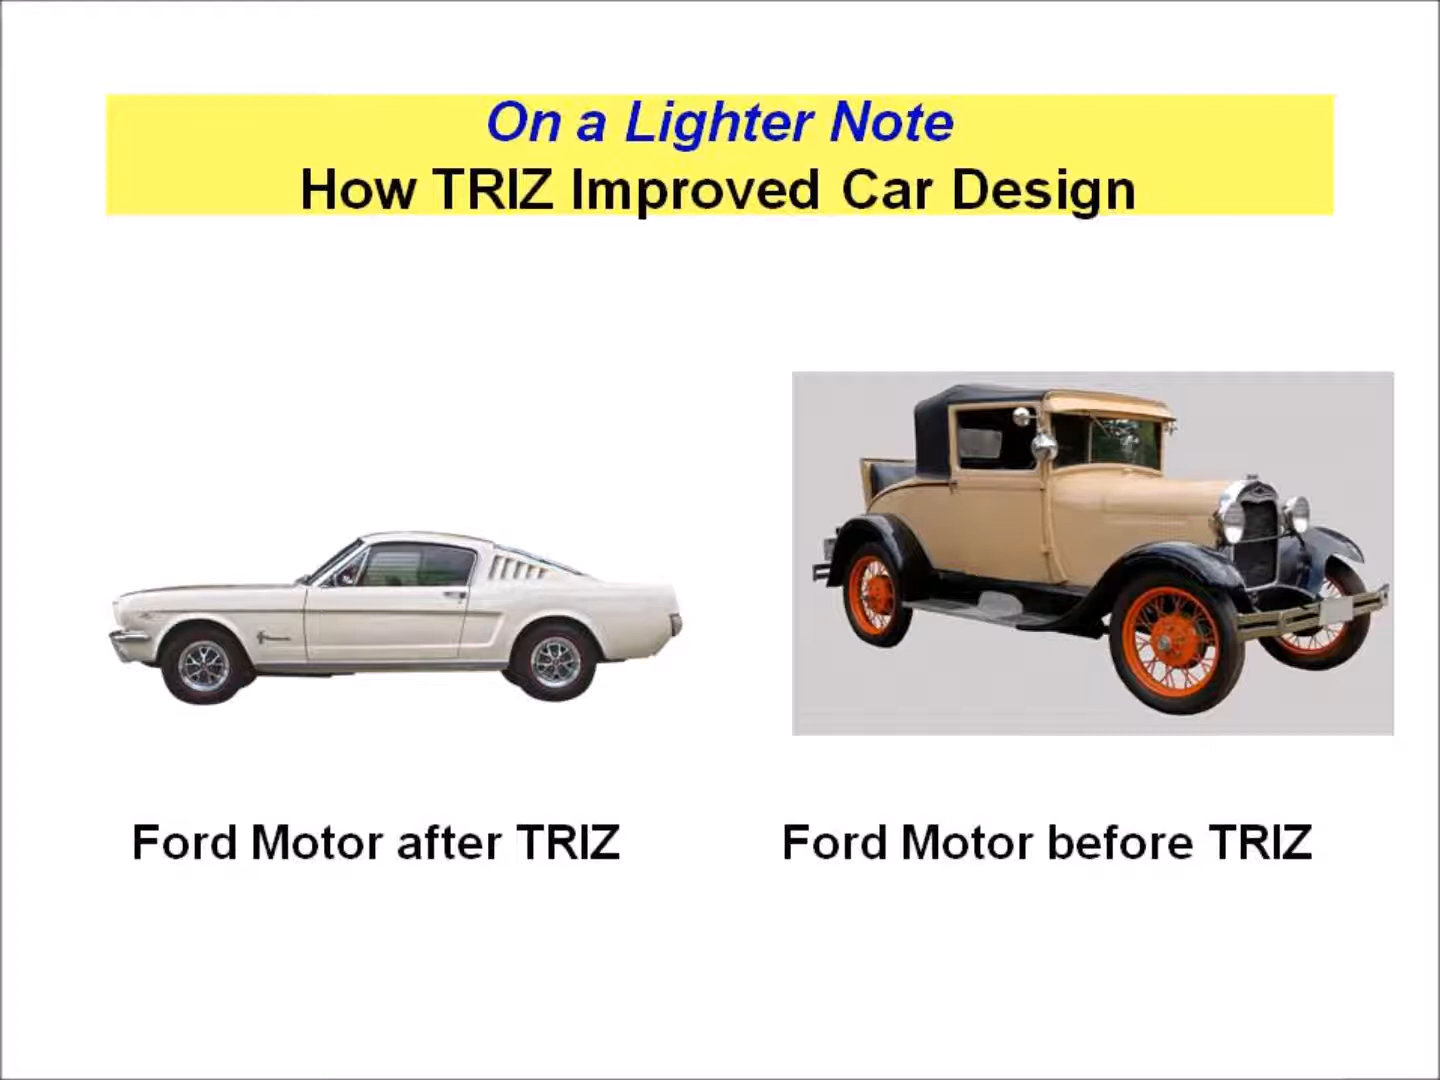 On a Lighter Note
How TRIZ Improved Car Design
Ford Motor after TRIZ
Ford Motor before TRIZ